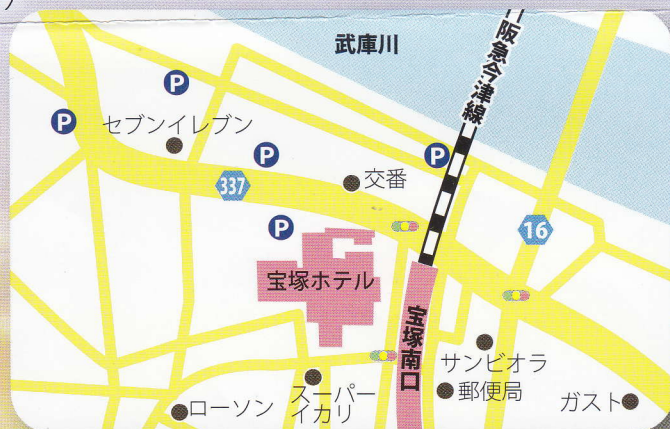 武庫川
阪急今津線
P
P
セブンイレブン
P
P
交番
337
P
16
宝塚ホテル
宝塚南口
サンビオラ
郵便局
スーパー
イカリ
ローソン
ガスト